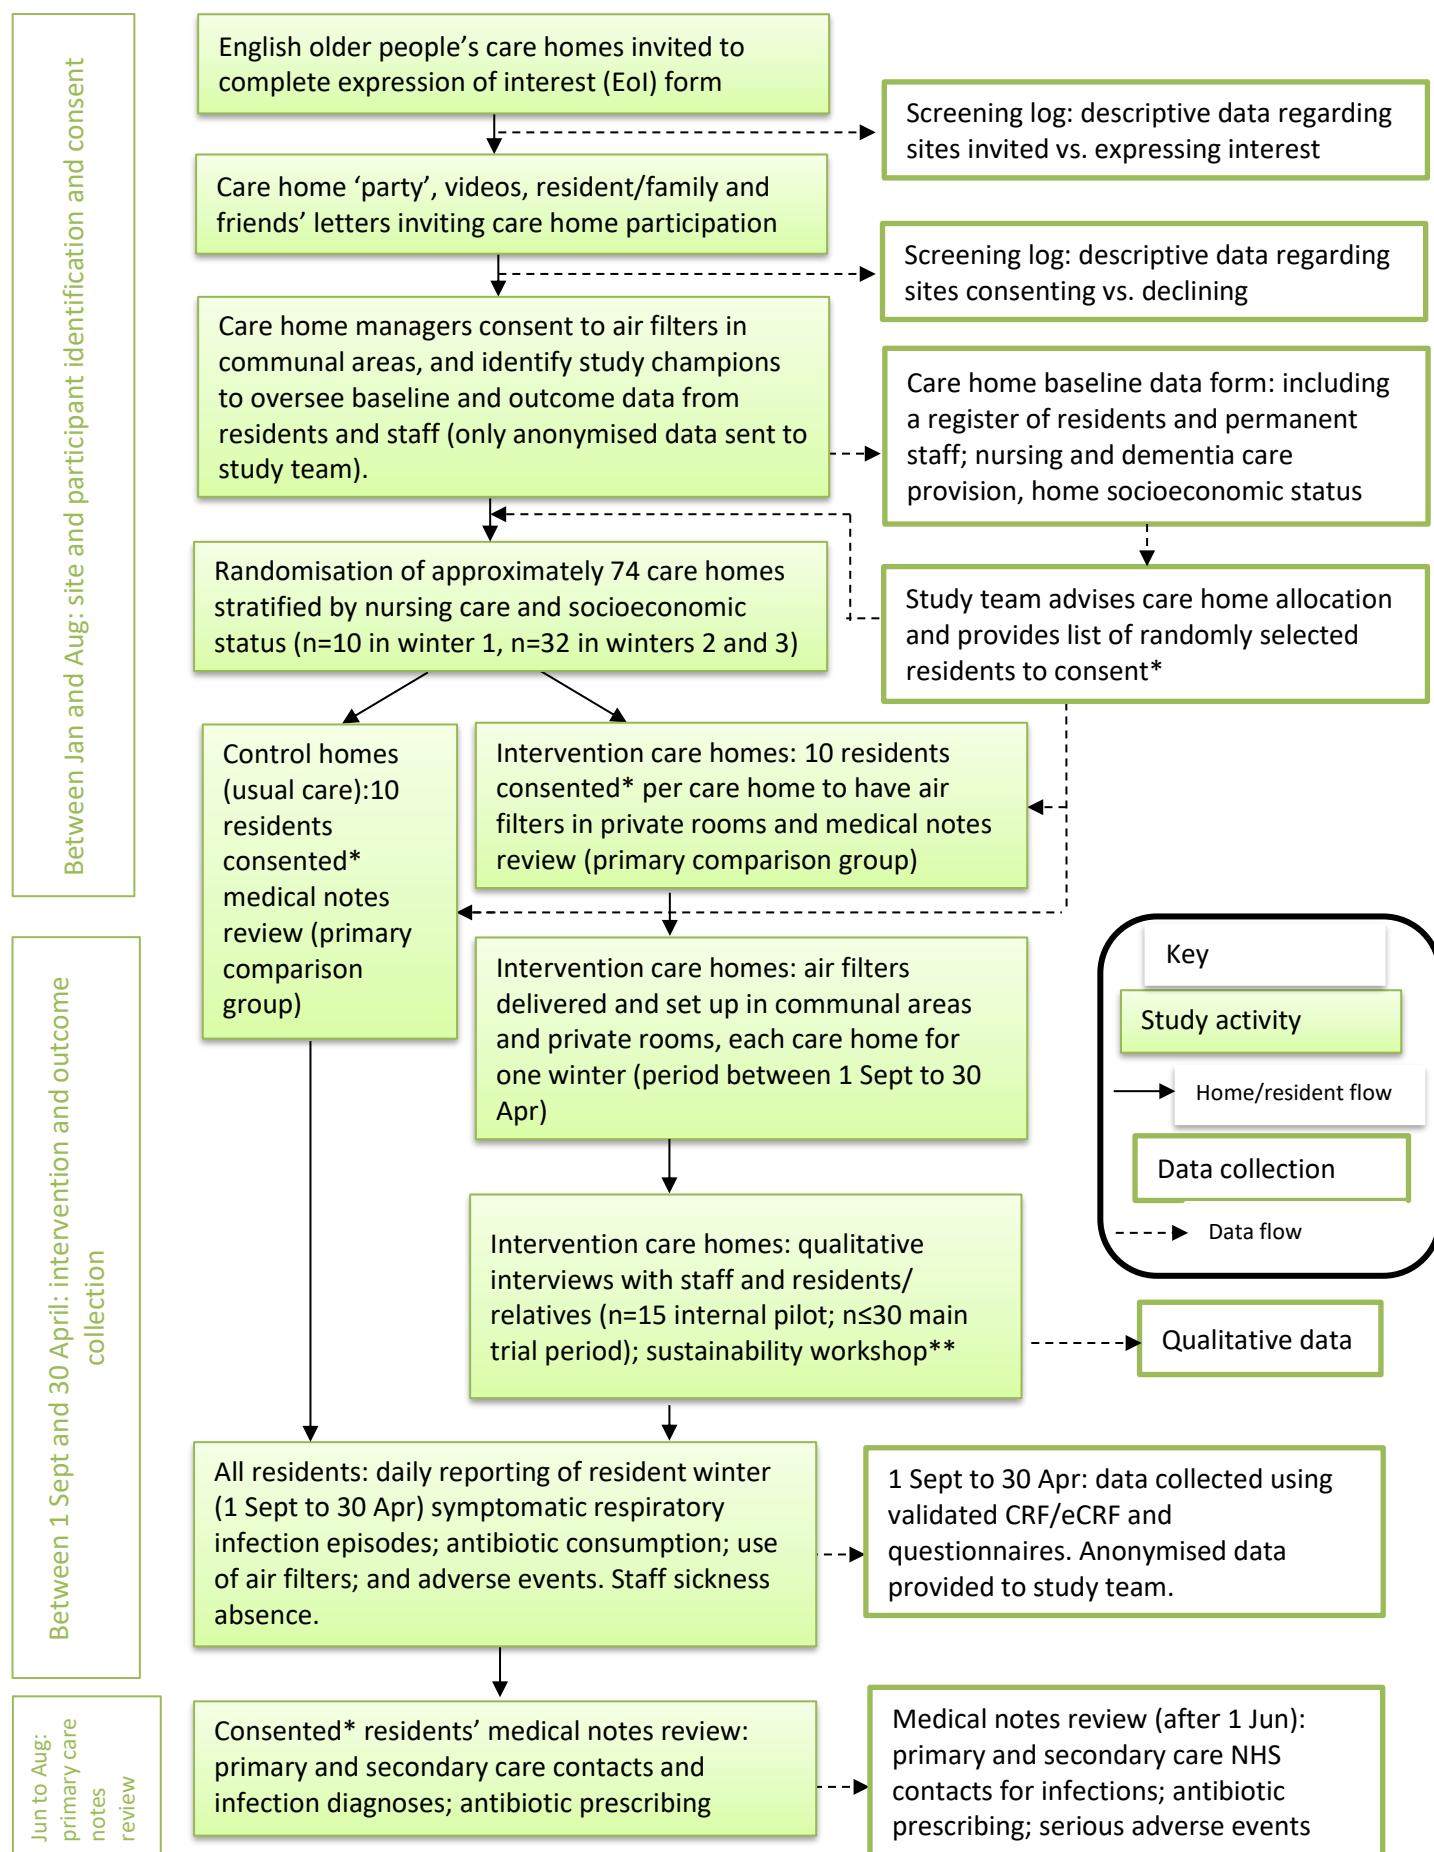 Between Jan and Aug: site and participant identification and consent
English older people’s care homes invited to
complete expression of interest (EoI) form
Screening log: descriptive data regarding
sites invited vs. expressing interest
Care home ‘party’, videos, resident/family and
friends’ letters inviting care home participation
Screening log: descriptive data regarding
sites consenting vs. declining
Care home managers consent to air filters in
communal areas, and identify study champions
to oversee baseline and outcome data from
residents and staff (only anonymised data sent to
study team).
Care home baseline data form: including
a register of residents and permanent
staff; nursing and dementia care
provision, home socioeconomic status
Randomisation of approximately 74 care homes
stratified by nursing care and socioeconomic
status (n=10 in winter 1, n=32 in winters 2 and 3)
Study team advises care home allocation
and provides list of randomly selected
residents to consent*
Control homes
(usual care):10
residents
consented*
medical notes
review (primary
comparison
group)
Intervention care homes: 10 residents
consented* per care home to have air
filters in private rooms and medical notes
review (primary comparison group)
Between 1 Sept and 30 April: intervention and outcome
collection
Intervention care homes: air filters
delivered and set up in communal areas
and private rooms, each care home for
one winter (period between 1 Sept to 30
Apr)
Key
Study activity
Home/resident flow
Data collection
Data flow
Intervention care homes: qualitative
interviews with staff and residents/
relatives (n=15 internal pilot; n≤30 main
trial period); sustainability workshop**
Qualitative data
All residents: daily reporting of resident winter
(1 Sept to 30 Apr) symptomatic respiratory
infection episodes; antibiotic consumption; use
of air filters; and adverse events. Staff sickness
absence.
1 Sept to 30 Apr: data collected using
validated CRF/eCRF and
questionnaires. Anonymised data
provided to study team.
Jun to Aug:
primary care
notes
review
Consented* residents’ medical notes review:
primary and secondary care contacts and
infection diagnoses; antibiotic prescribing
Medical notes review (after 1 Jun):
primary and secondary care NHS
contacts for infections; antibiotic
prescribing; serious adverse events